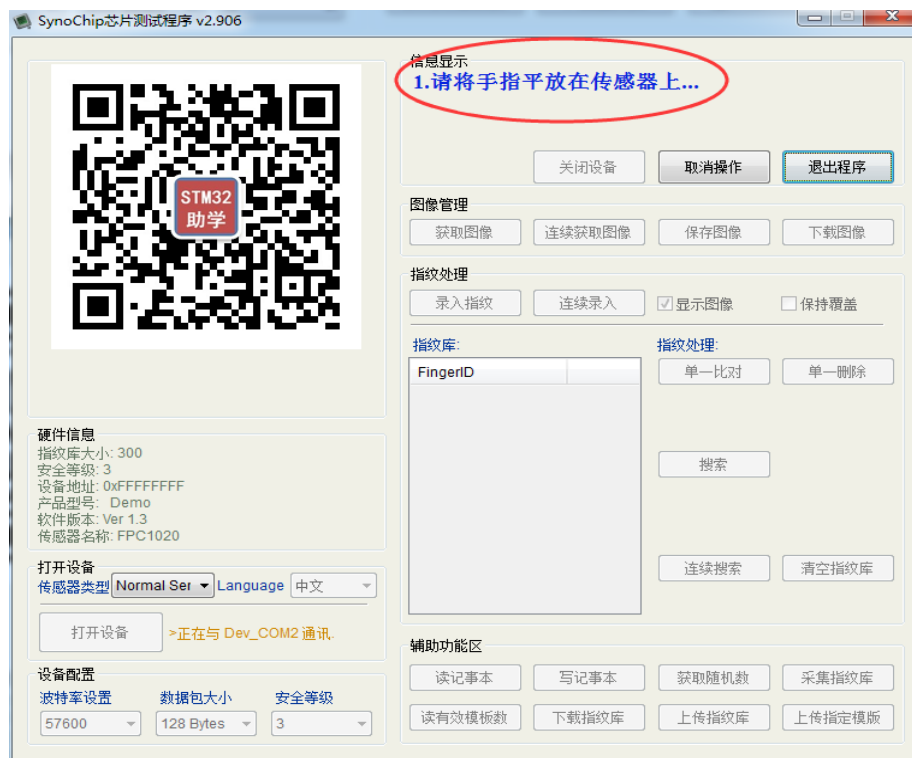 SynoChip芯片测试程序 v2.906
STM32
助学
硬件信息
指纹库大小: 300
安全等级: 3
设备地址: 0xFFFFFFFF
产品型号: Demo
软件版本: Ver 1.3
传感器名称: FPC1020
打开设备
传感器类型 Normal Ser Language 中文
打开设备 >正在与 Dev_COM2 通讯.
设备配置
波特率设置 数据包大小 安全等级
57600 128 Bytes 3
信息显示
1.请将手指平放在传感器上...
关闭设备 取消操作 退出程序
图像管理
获取图像 连续获取图像 保存图像 下载图像
指纹处理
录入指纹 连续录入 显示图像 保持覆盖
指纹库: 指纹处理:
FingerID 单一比对 单一删除
搜索
连续搜索 清空指纹库
辅助功能区
读记事本 写记事本 获取随机数 采集指纹库
读有效模板数 下载指纹库 上传指纹库 上传指定模版